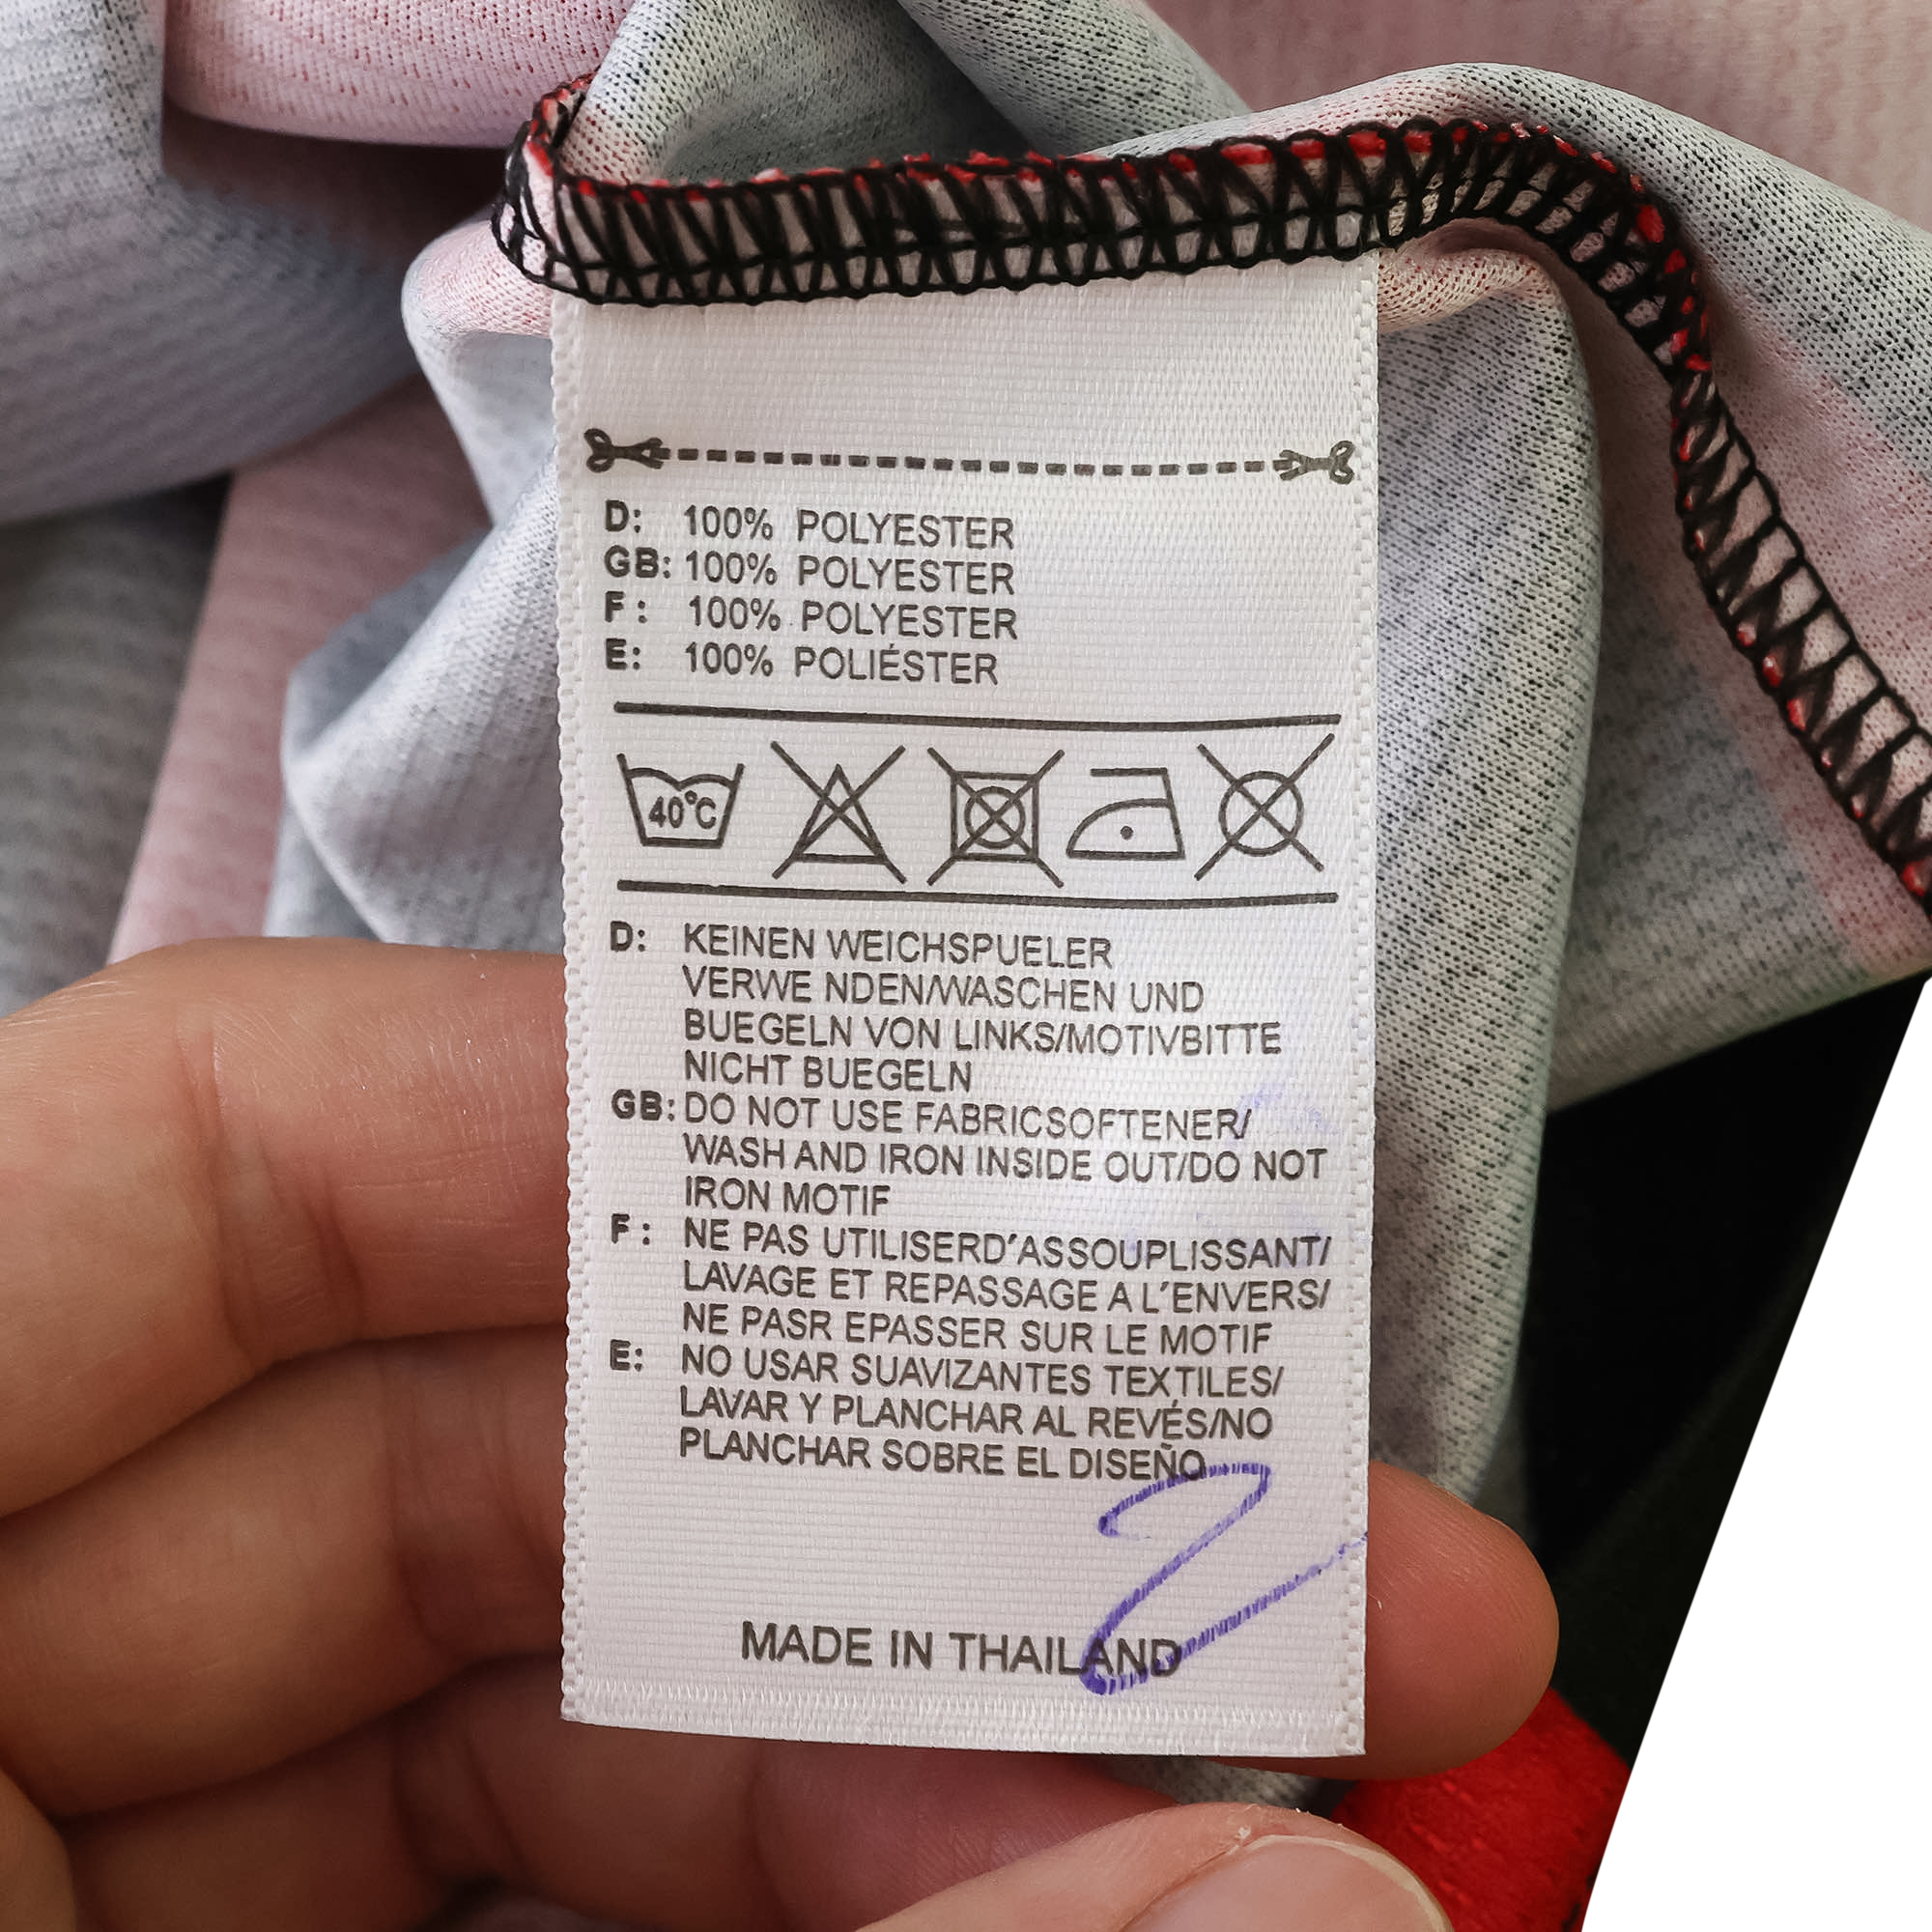 D: 100% POLYESTER
GB: 100% POLYESTER
F: 100% POLYESTER
E: 100% POLIÉSTER
40°C
D: KEINEN WEICHSPUELER
VERWE NDEN/WASCHEN UND
BUEGELN VON LINKS/MOTIVBITTE
NICHT BUEGELN
GB: DO NOT USE FABRICSOFTENER/
WASH AND IRON INSIDE OUT/DO NOT
IRON MOTIF
F: NE PAS UTILISERD'ASSOUPLISSANT/
LAVAGE ET REPASSAGE A L'ENVERS/
NE PASR EPASSER SUR LE MOTIF
E: NO USAR SUAVIZANTES TEXTILES/
LAVAR Y PLANCHAR AL REVÉS/NO
PLANCHAR SOBRE EL DISEÑO
2
MADE IN THAILAND